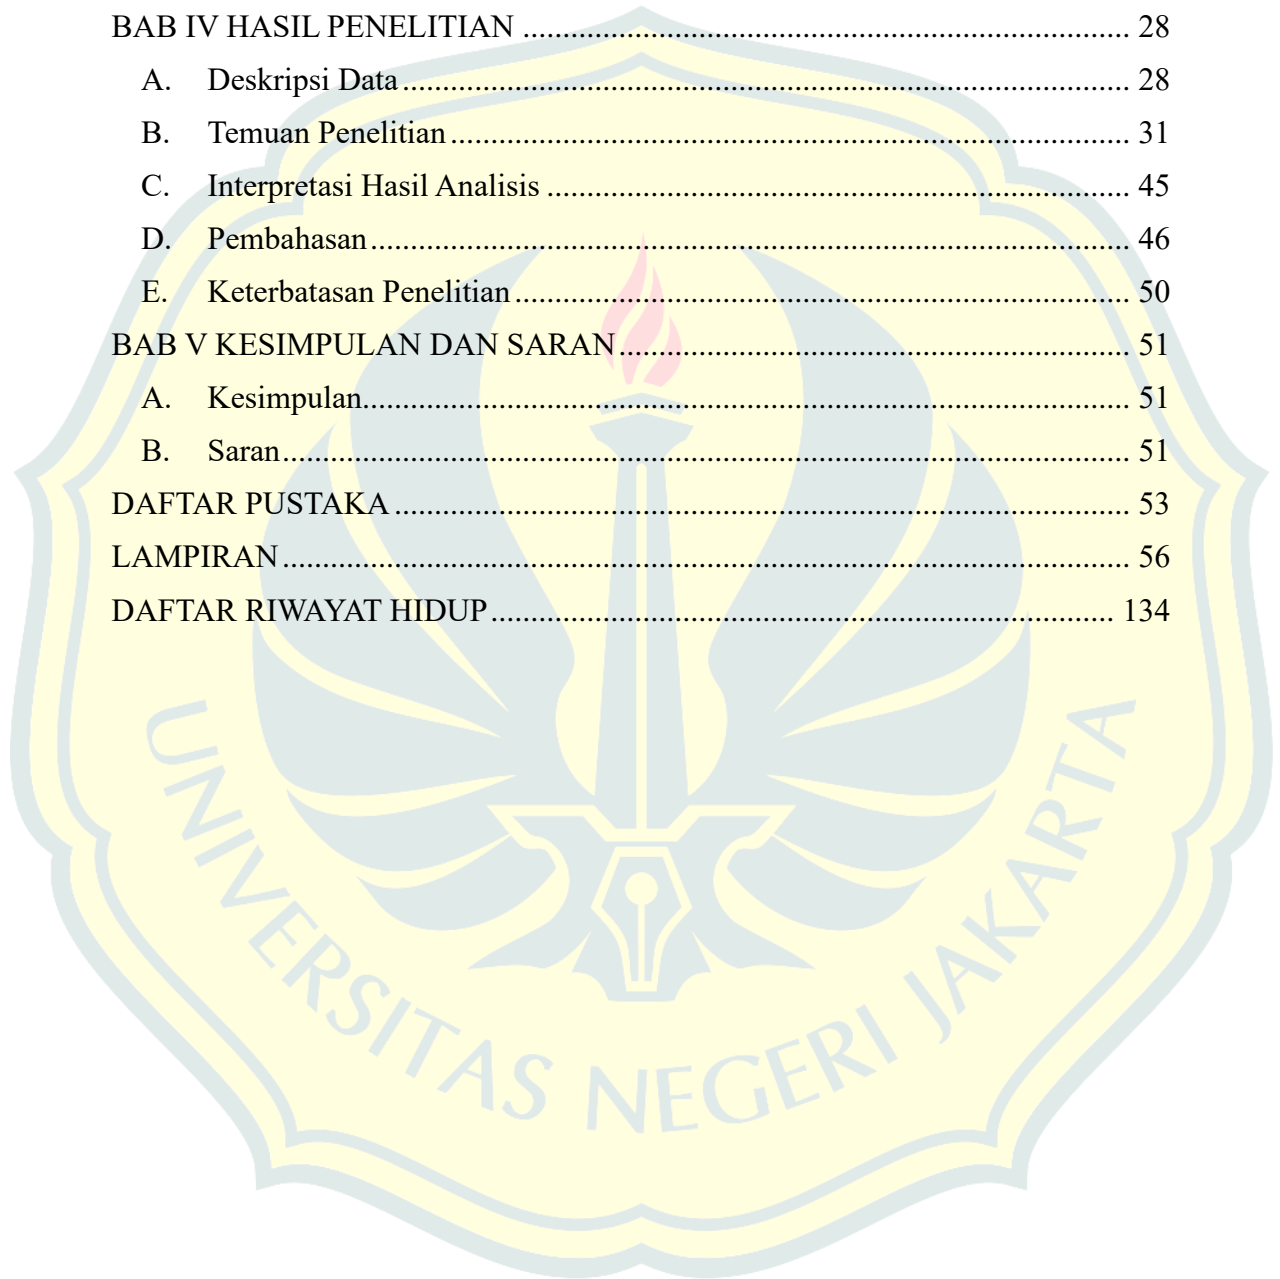 BAB IV HASIL PENELITIAN ........................................................................... 28
A. Deskripsi Data ........................................................................................... 28
B. Temuan Penelitian ..................................................................................... 31
C. Interpretasi Hasil Analisis ......................................................................... 45
D. Pembahasan ............................................................................................... 46
E. Keterbatasan Penelitian ............................................................................. 50
BAB V KESIMPULAN DAN SARAN ............................................................... 51
A. Kesimpulan ................................................................................................ 51
B. Saran .......................................................................................................... 51
DAFTAR PUSTAKA ........................................................................................... 53
LAMPIRAN ......................................................................................................... 56
DAFTAR RIWAYAT HIDUP ............................................................................. 134
UNIVERSITAS NEGERI JAKARTA